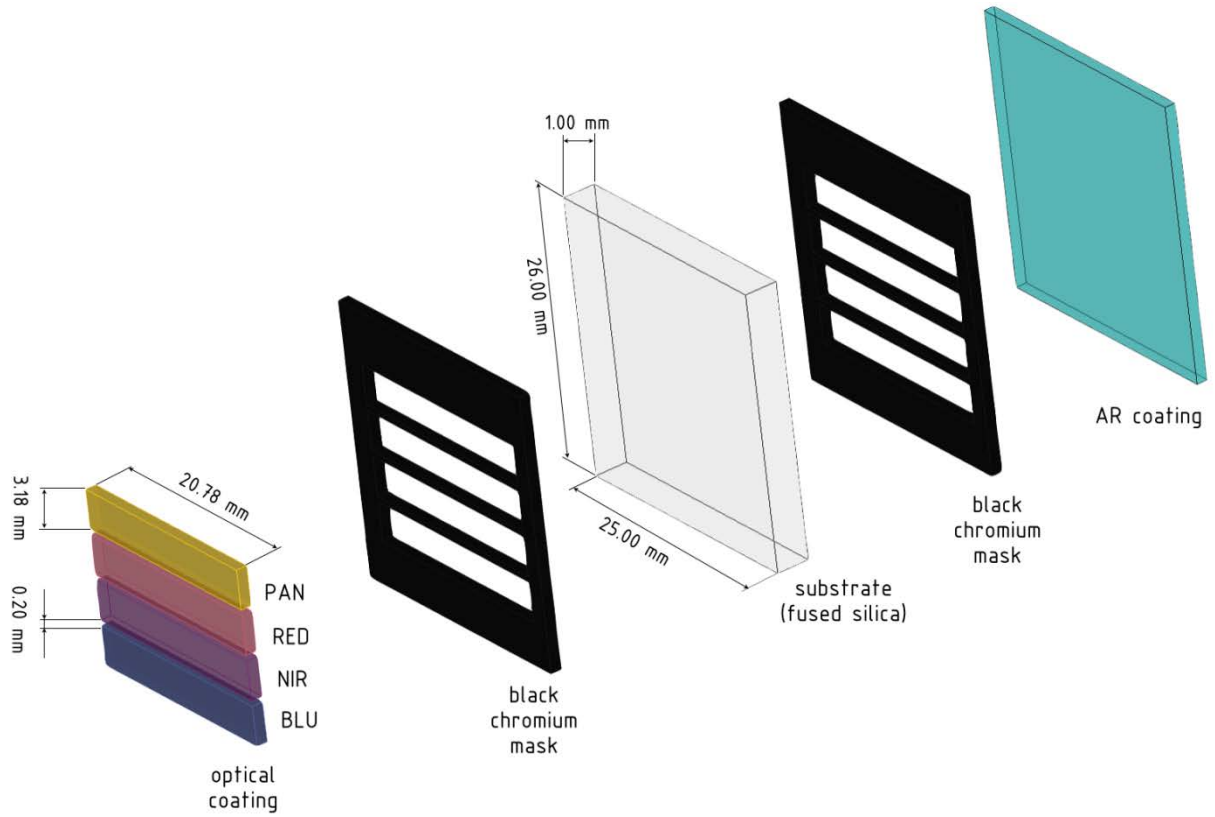 1.00 mm
26.00 mm
25.00 mm
AR coating
black
chromium
mask
substrate
(fused silica)
20.78 mm
3.18 mm
0.20 mm
PAN
RED
NIR
BLU
black
chromium
mask
optical
coating